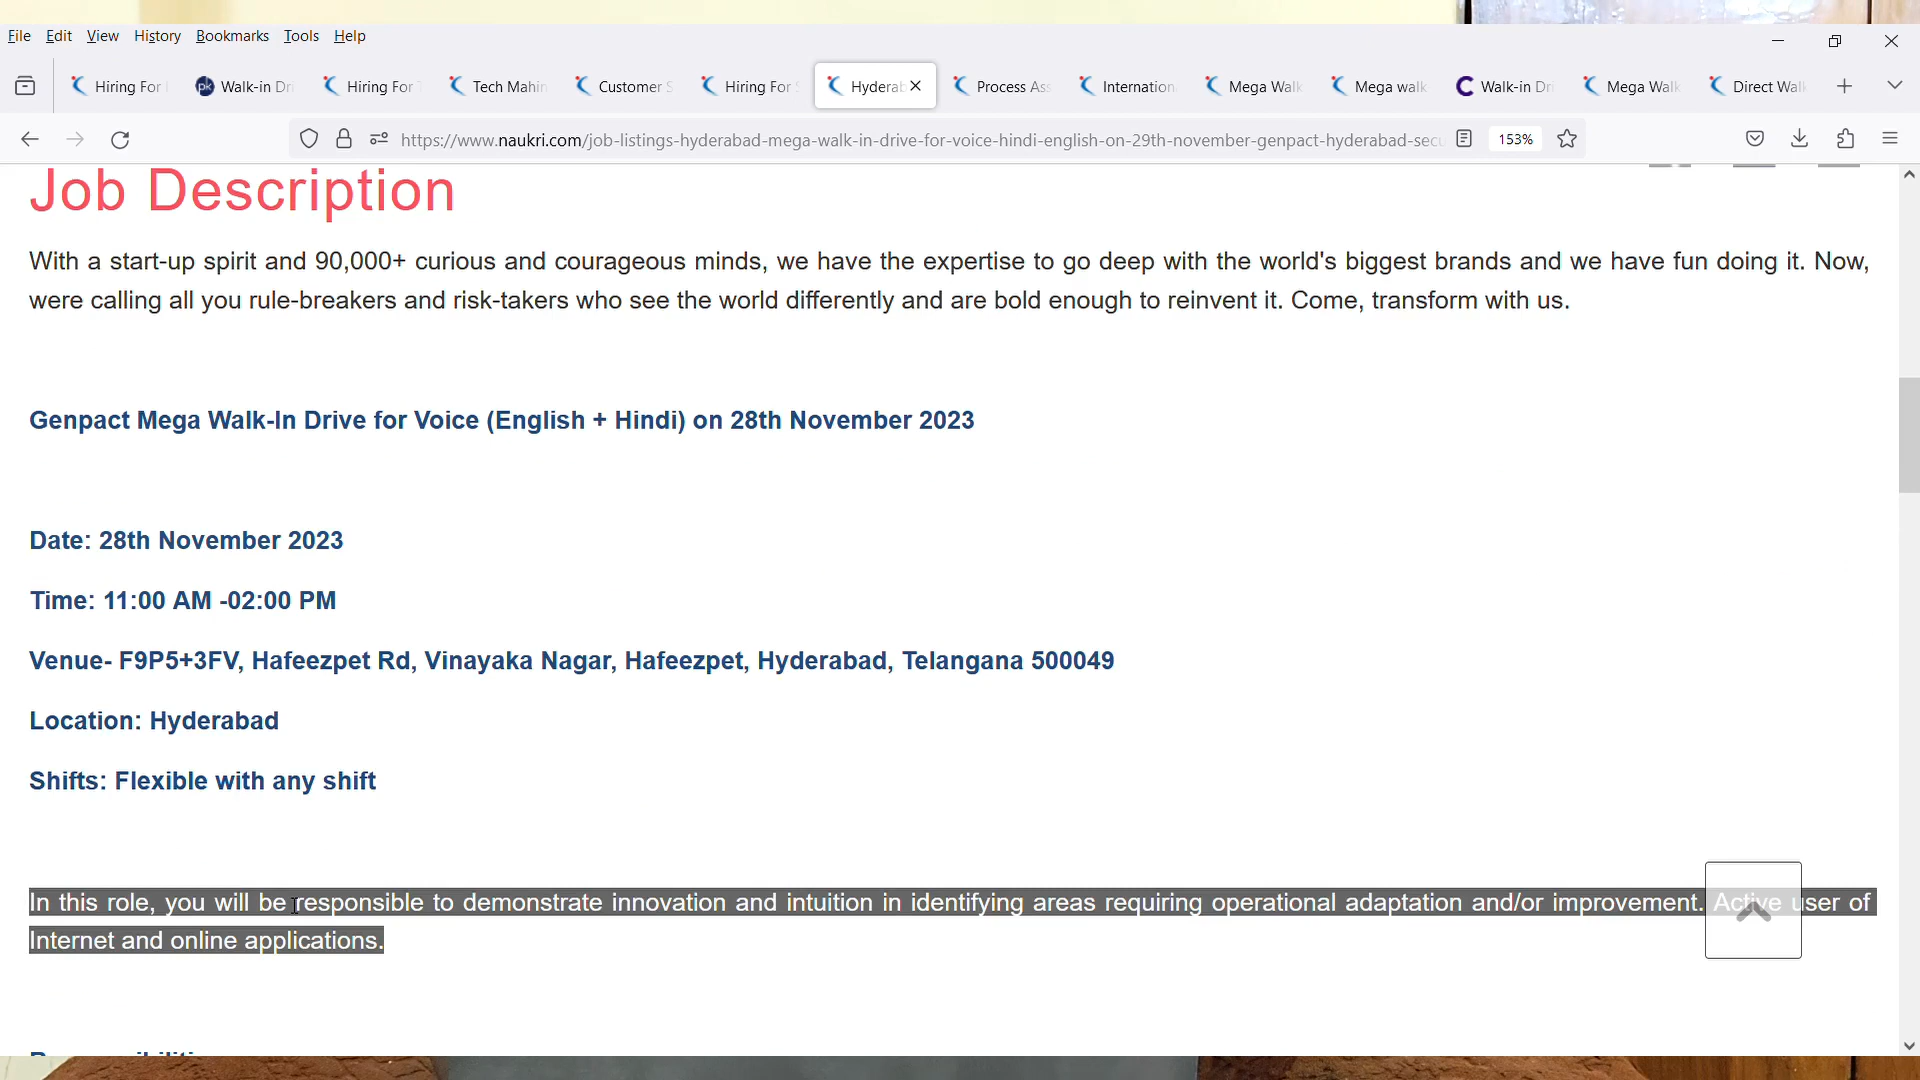 File Edit View History Bookmarks Tools Help
Hiring For Walk-in Dr Hiring For Tech Mahin Customer S Hiring For S Hyderab Process Ass Internation Mega Walk Mega walk Walk-in Dr Mega Walk Direct Walk
https://www.naukri.com/job-listings-hyderabad-mega-walk-in-drive-for-voice-hindi-english-on-29th-november-genpact-hyderabad-secu 153%
Job Description
With a start-up spirit and 90,000+ curious and courageous minds, we have the expertise to go deep with the world's biggest brands and we have fun doing it. Now,
were calling all you rule-breakers and risk-takers who see the world differently and are bold enough to reinvent it. Come, transform with us.
Genpact Mega Walk-In Drive for Voice (English + Hindi) on 28th November 2023
Date: 28th November 2023
Time: 11:00 AM -02:00 PM
Venue- F9P5+3FV, Hafeezpet Rd, Vinayaka Nagar, Hafeezpet, Hyderabad, Telangana 500049
Location: Hyderabad
Shifts: Flexible with any shift
In this role, you will be responsible to demonstrate innovation and intuition in identifying areas requiring operational adaptation and/or improvement. Active user of
Internet and online applications.